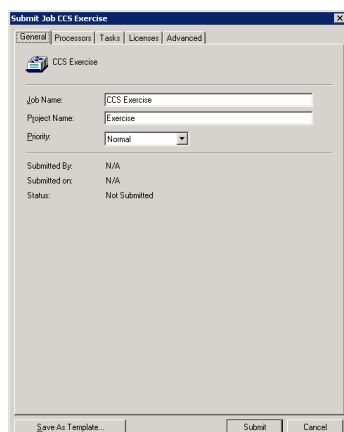 Submit Job CCS Exercise
General Processors Tasks Licenses Advanced
CCS Exercise
Job Name: CCS Exercise
Project Name: Exercise
Priority: Normal
Submitted By: N/A
Submitted on: N/A
Status: Not Submitted
Save As Template... Submit Cancel